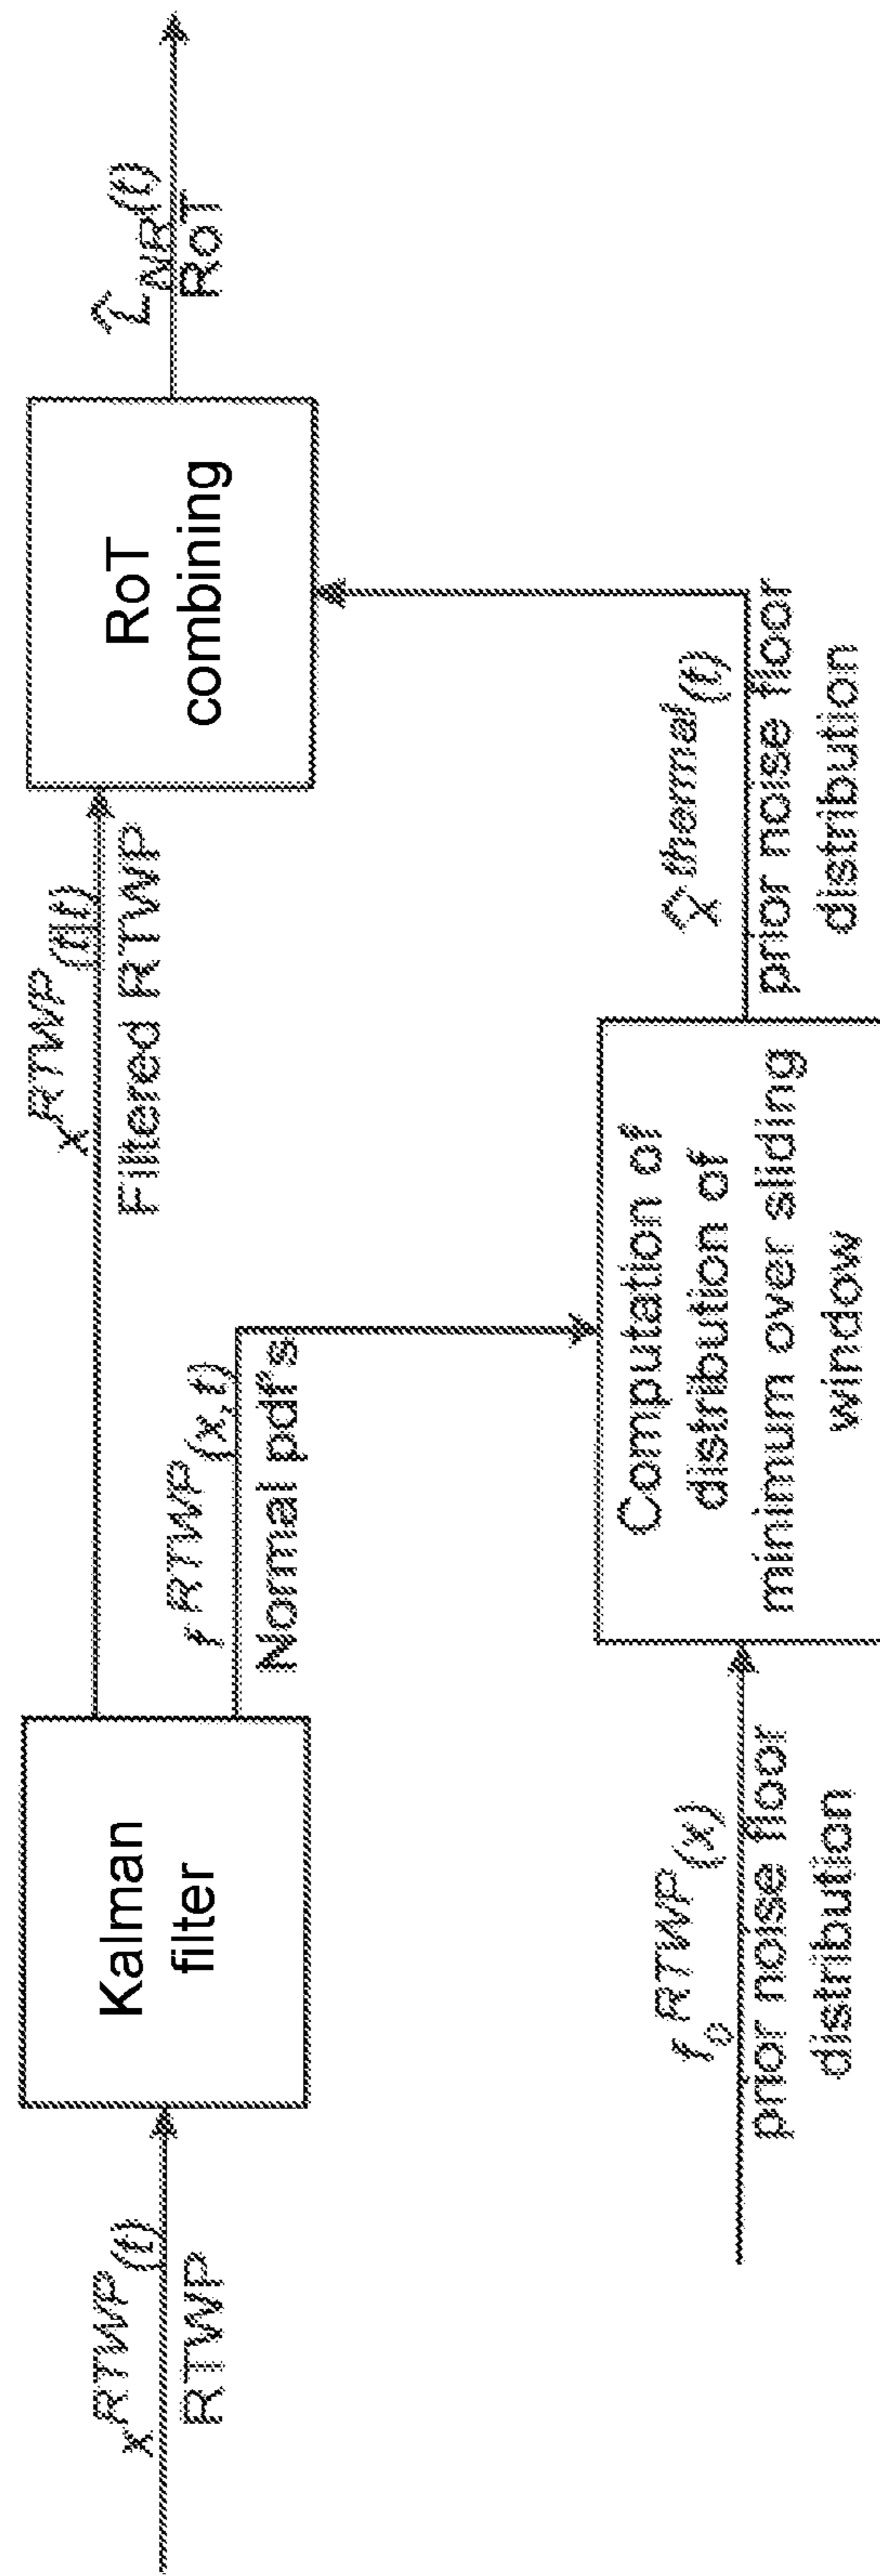 x^RTWP(t)
RTWP
Kalman
filter
x^RTWP(t|t)
Filtered RTWP
f^RTWP(x,t)
Normal pdf's
RoT
combining
L̂_NR(t)
RoT
f_0^RTWP(x)
prior noise floor
distribution
Computation of
distribution of
minimum over sliding
window
x̂^thermal(t)
prior noise floor
distribution